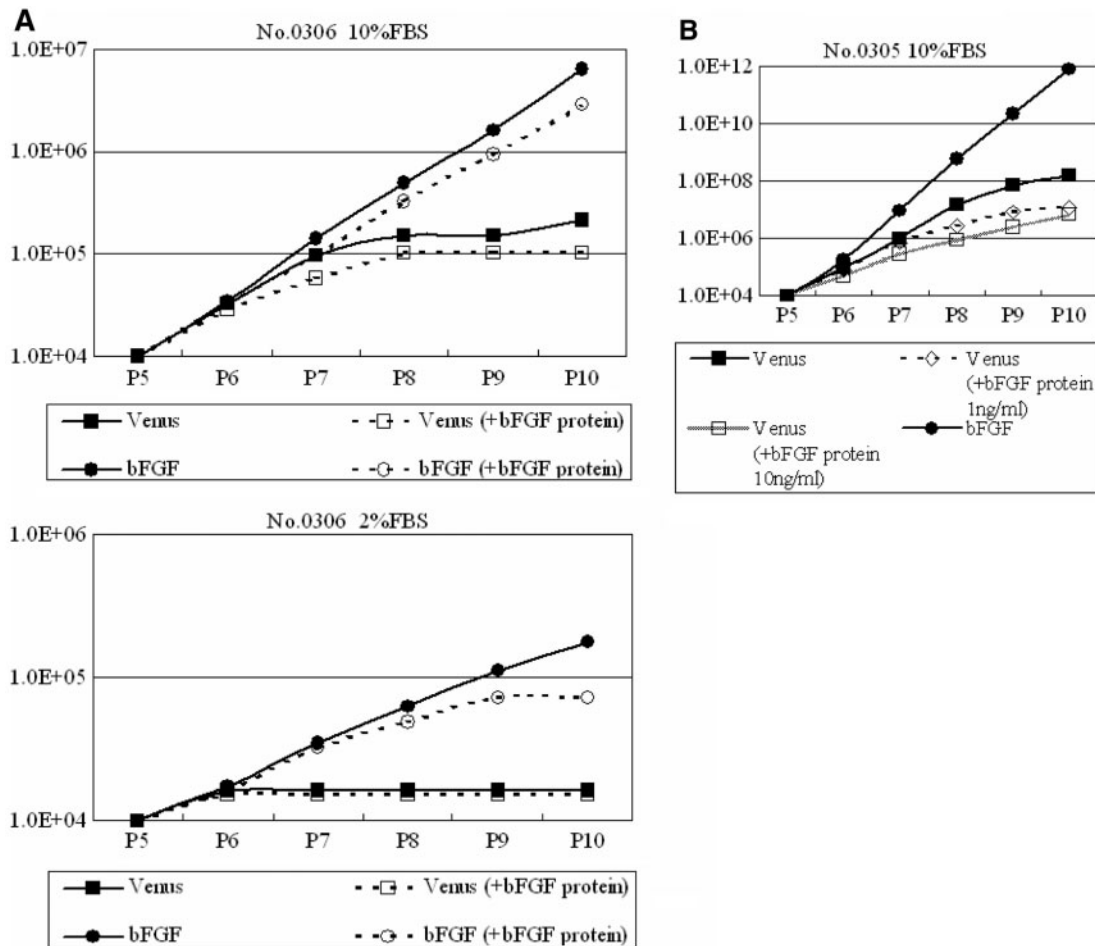 A
No.0306 10%FBS
1.0E+07
1.0E+06
1.0E+05
1.0E+04
P5 P6 P7 P8 P9 P10
Venus Venus (+bFGF protein)
bFGF bFGF (+bFGF protein)
B
No.0305 10%FBS
1.0E+12
1.0E+10
1.0E+08
1.0E+06
1.0E+04
P5 P6 P7 P8 P9 P10
Venus
Venus
(+bFGF protein
1ng/ml)
Venus
(+bFGF protein
10ng/ml)
bFGF
No.0306 2%FBS
1.0E+06
1.0E+05
1.0E+04
P5 P6 P7 P8 P9 P10
Venus Venus (+bFGF protein)
bFGF bFGF (+bFGF protein)